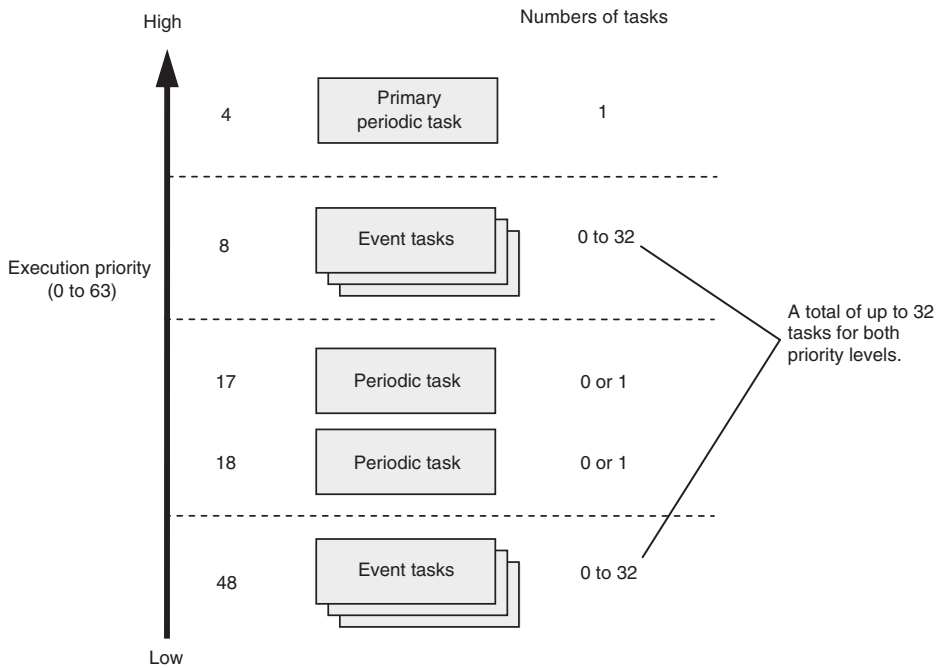 Numbers of tasks
High
4
Primary
periodic task
1
8
Event tasks
0 to 32
Execution priority
(0 to 63)
A total of up to 32
tasks for both
priority levels.
17
Periodic task
0 or 1
18
Periodic task
0 or 1
48
Event tasks
0 to 32
Low